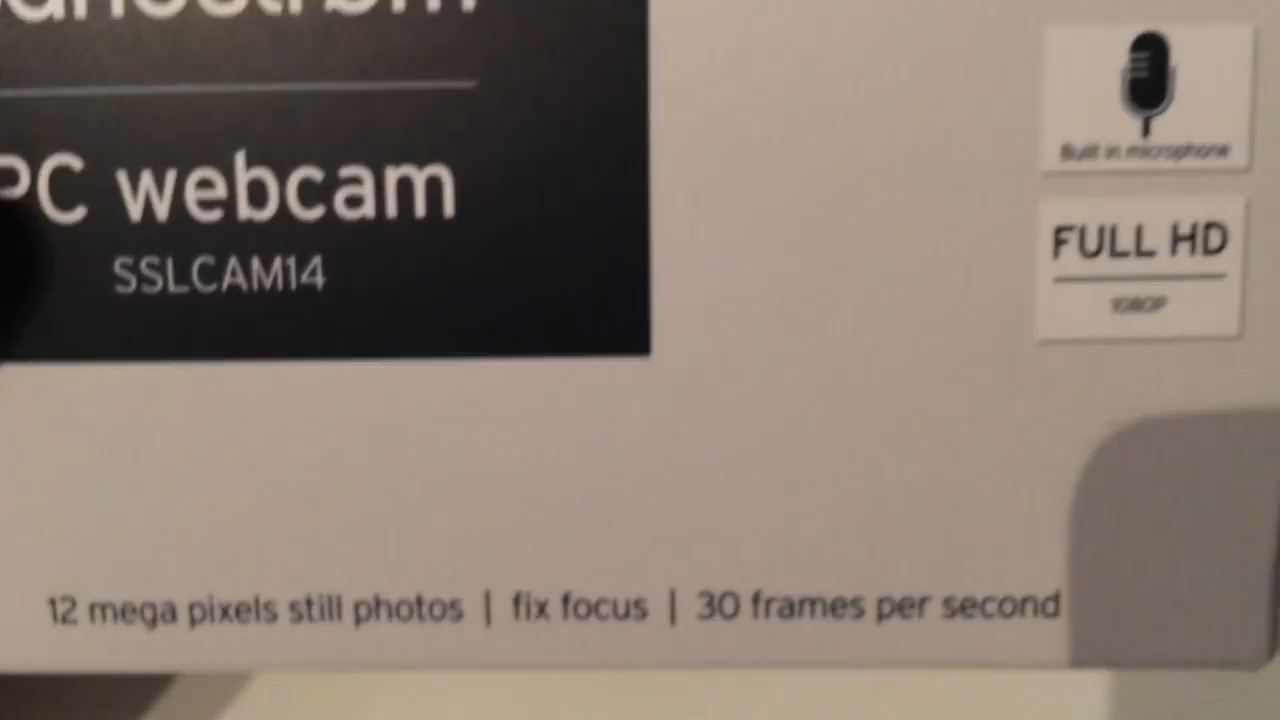 PC webcam
SSLCAM14
Built in microphone
FULL HD
1080P
12 mega pixels still photos | fix focus | 30 frames per second